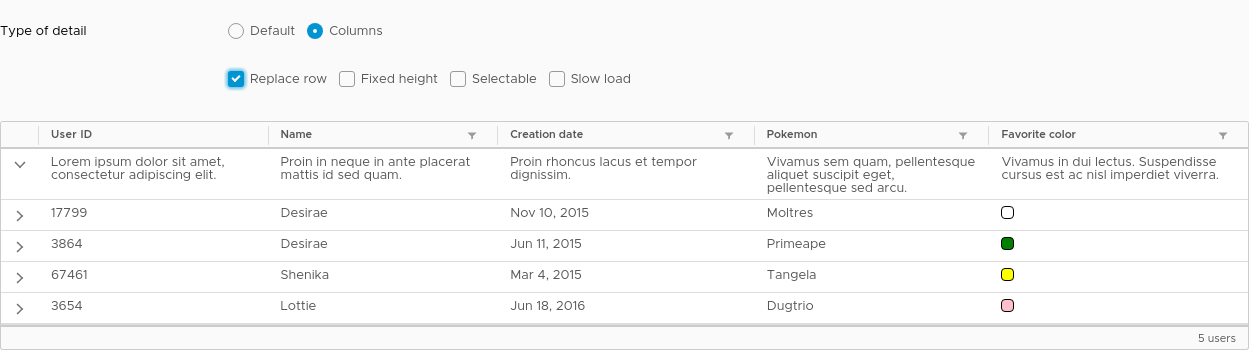 Type of detail Default Columns
Replace row Fixed height Selectable Slow load
User ID Name Creation date Pokemon Favorite color
Lorem ipsum dolor sit amet, Proin in neque in ante placerat Proin rhoncus lacus et tempor Vivamus sem quam, pellentesque Vivamus in dui lectus. Suspendisse
consectetur adipiscing elit. mattis id sed quam. dignissim. aliquet suscipit eget, cursus est ac nisl imperdiet viverra.
pellentesque sed arcu.
17799 Desirae Nov 10, 2015 Moltres
3864 Desirae Jun 11, 2015 Primeape
67461 Shenika Mar 4, 2015 Tangela
3654 Lottie Jun 18, 2016 Dugtrio
5 users